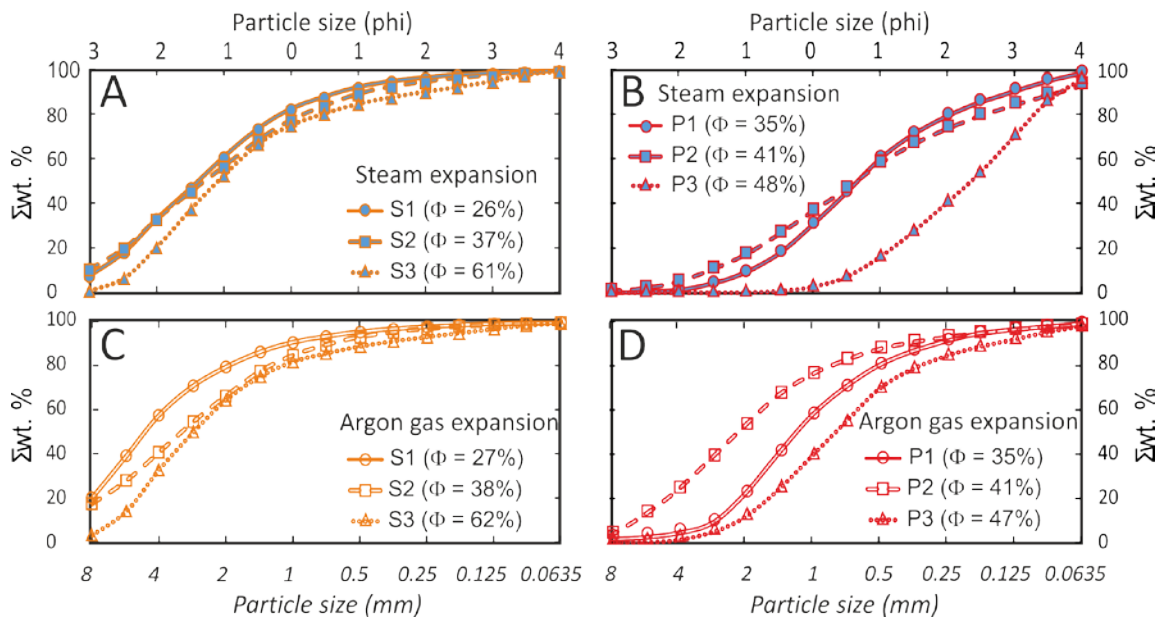 Particle size (phi)
3 2 1 0 1 2 3 4
Particle size (phi)
3 2 1 0 1 2 3 4
100
80
60
40
20
0
Σwt. %
A
Steam expansion
S1 (Φ = 26%)
S2 (Φ = 37%)
S3 (Φ = 61%)
B
Steam expansion
P1 (Φ = 35%)
P2 (Φ = 41%)
P3 (Φ = 48%)
100
80
60
40
20
0
Σwt. %
100
80
60
40
20
0
Σwt. %
C
Argon gas expansion
S1 (Φ = 27%)
S2 (Φ = 38%)
S3 (Φ = 62%)
D
Argon gas expansion
P1 (Φ = 35%)
P2 (Φ = 41%)
P3 (Φ = 47%)
100
80
60
40
20
0
Σwt. %
8 4 2 1 0.5 0.25 0.125 0.0635
Particle size (mm)
8 4 2 1 0.5 0.25 0.125 0.0635
Particle size (mm)